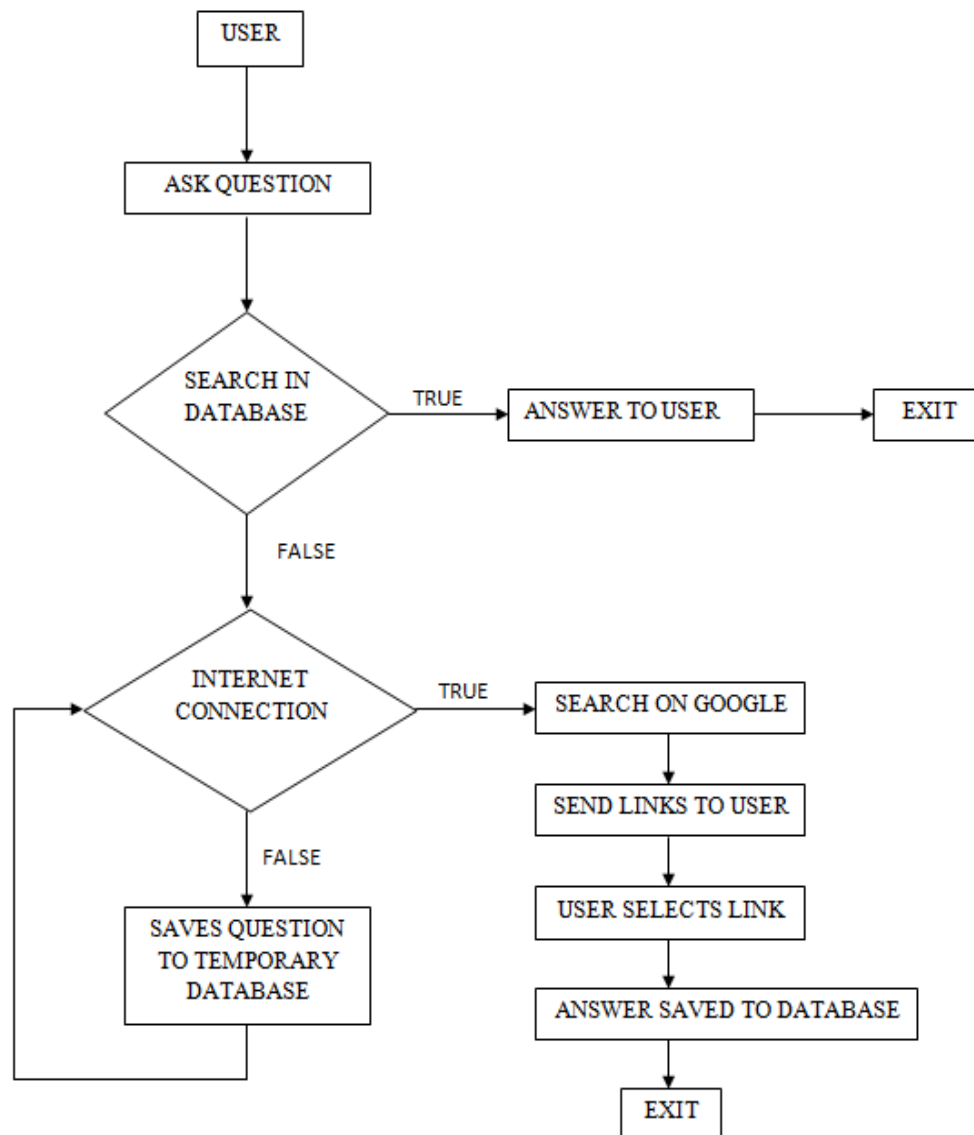 USER
ASK QUESTION
SEARCH IN
DATABASE
TRUE
ANSWER TO USER
EXIT
FALSE
INTERNET
CONNECTION
TRUE
SEARCH ON GOOGLE
SEND LINKS TO USER
FALSE
USER SELECTS LINK
SAVES QUESTION
TO TEMPORARY
DATABASE
ANSWER SAVED TO DATABASE
EXIT